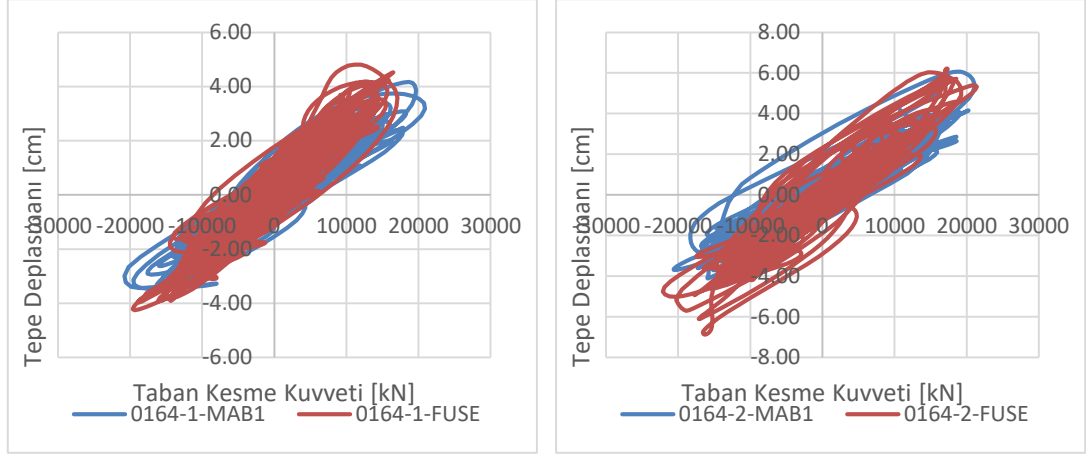 6.00
4.00
2.00
0.00
-30000 -20000 -10000 0 10000 20000 30000
-2.00
-4.00
-6.00
Tepe Deplasmanı [cm]
Taban Kesme Kuvveti [kN]
0164-1-MAB1 0164-1-FUSE
8.00
6.00
4.00
2.00
0.00
-30000 -20000 -10000 0 10000 20000 30000
-2.00
-4.00
-6.00
-8.00
Tepe Deplasmanı [cm]
Taban Kesme Kuvveti [kN]
0164-2-MAB1 0164-2-FUSE